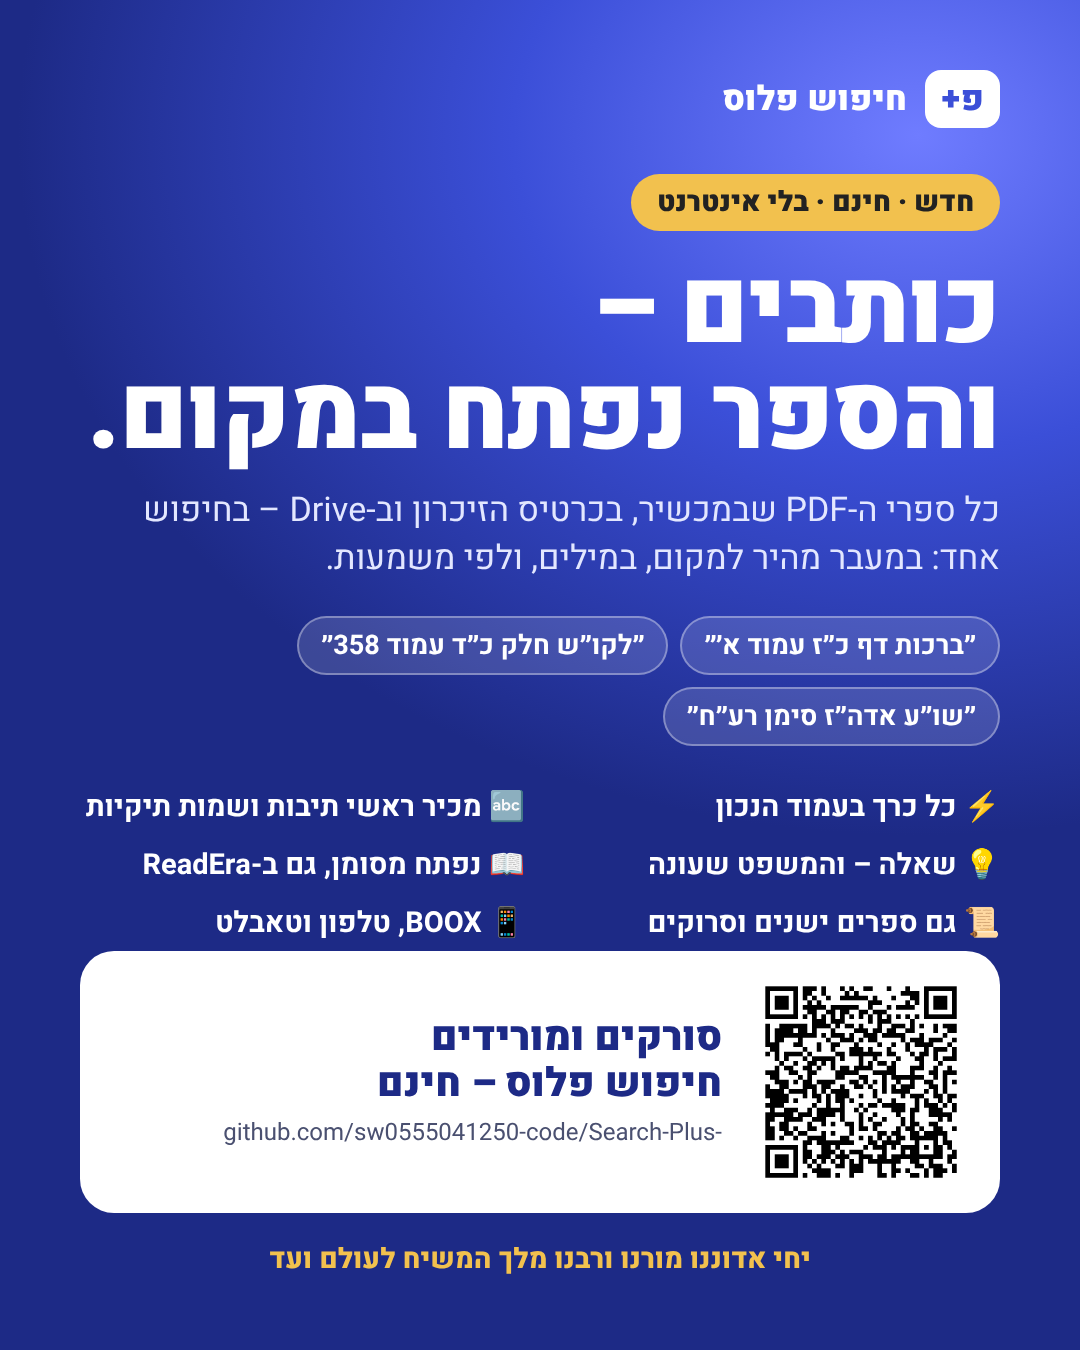 פ+ חיפוש פלוס
חדש · חינם · בלי אינטרנט
כותבים –
והספר נפתח במקום.
כל ספרי ה-PDF שבמכשיר, בכרטיס הזיכרון וב-Drive – בחיפוש
אחד: במעבר מהיר למקום, במילים, ולפי משמעות.
״ברכות דף כ״ז עמוד א׳״ ״לקו״ש חלק כ״ד עמוד 358״
״שו״ע אדה״ז סימן רע״ח״
⚡ כל כרך בעמוד הנכון
🔤 מכיר ראשי תיבות ושמות תיקיות
💡 שאלה – והמשפט שעונה
📖 נפתח מסומן, גם ב-ReadEra
📜 גם ספרים ישנים וסרוקים
📱 BOOX, טלפון וטאבלט
סורקים ומורידים
חיפוש פלוס – חינם
github.com/sw0555041250-code/Search-Plus-
יחי אדוננו מורנו ורבנו מלך המשיח לעולם ועד